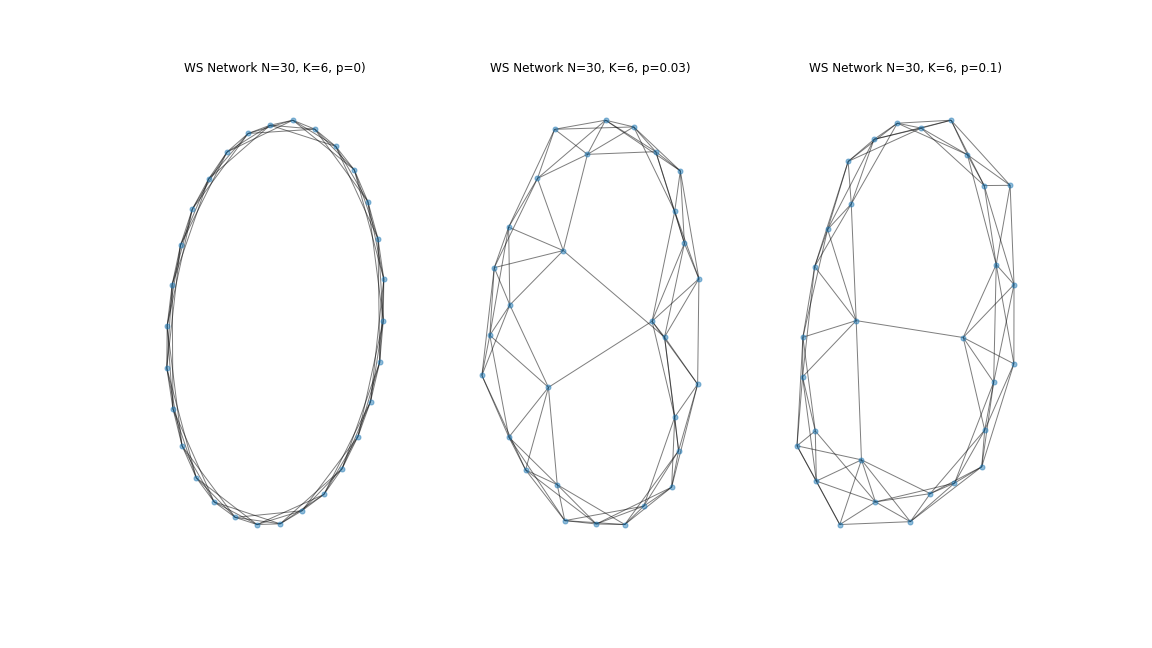 WS Network N=30, K=6, p=0)
WS Network N=30, K=6, p=0.03)
WS Network N=30, K=6, p=0.1)